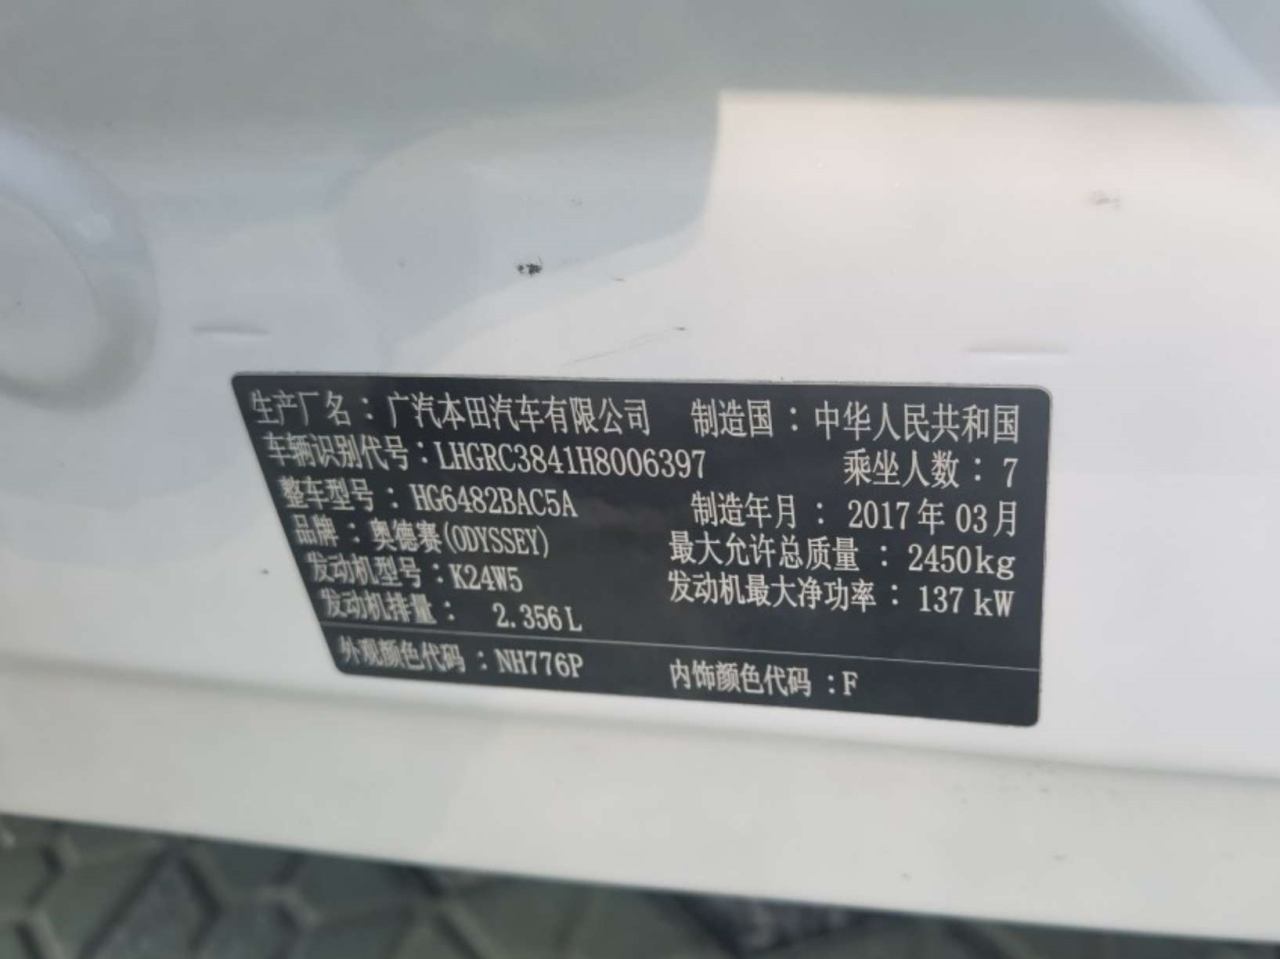 生产厂名：广汽本田汽车有限公司 制造国：中华人民共和国
车辆识别代号：LHGRC3841H8006397 乘坐人数：7
整车型号：HG6482BAC5A 制造年月：2017年03月
品牌：奥德赛(ODYSSEY) 最大允许总质量：2450kg
发动机型号：K24W5 发动机最大净功率：137kW
发动机排量：2.356L
外观颜色代码：NH776P 内饰颜色代码：F